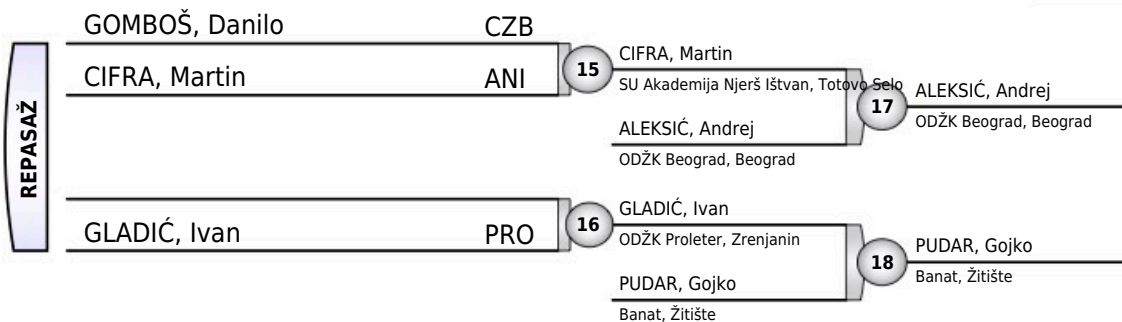 REPASAŽ
GOMBOŠ, Danilo CZB
CIFRA, Martin ANI
15
CIFRA, Martin
SU Akademija Njerš Ištvan, Totovo Selo
ALEKSIĆ, Andrej
ODŽK Beograd, Beograd
17
ALEKSIĆ, Andrej
ODŽK Beograd, Beograd
GLADIĆ, Ivan PRO
16
GLADIĆ, Ivan
ODŽK Proleter, Zrenjanin
PUDAR, Gojko
Banat, Žitište
18
PUDAR, Gojko
Banat, Žitište